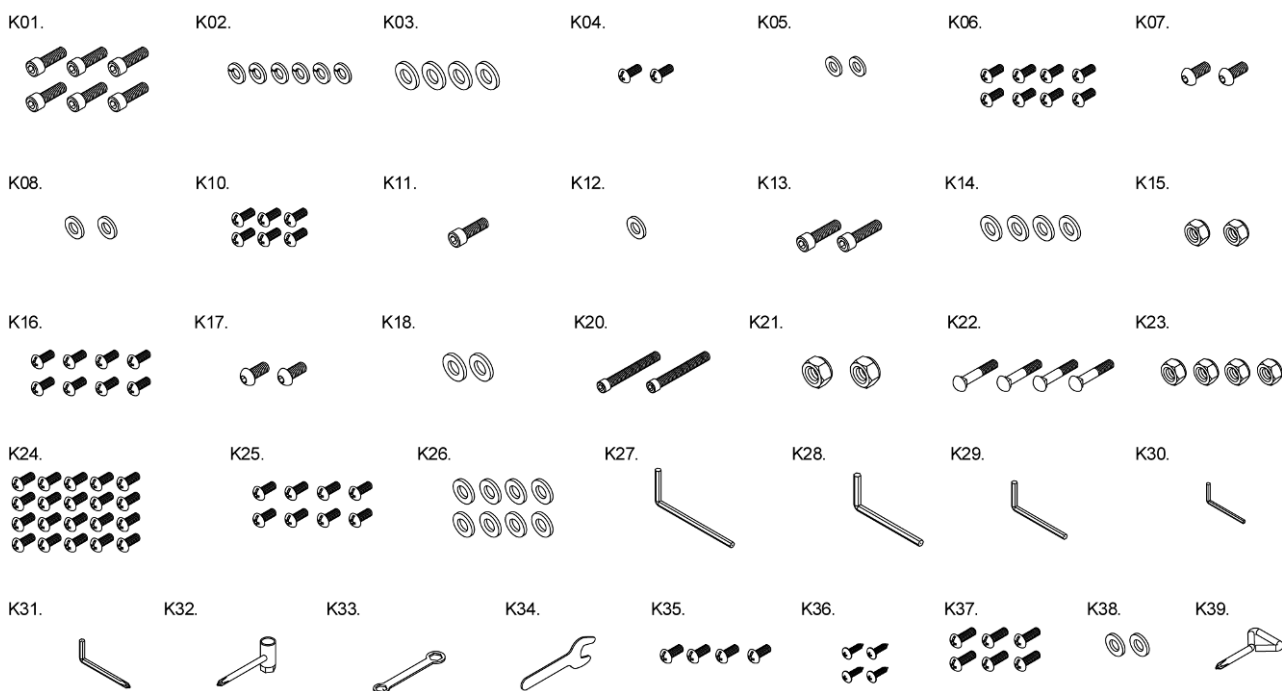 K01. K02. K03. K04. K05. K06. K07.
K08. K10. K11. K12. K13. K14. K15.
K16. K17. K18. K20. K21. K22. K23.
K24. K25. K26. K27. K28. K29. K30.
K31. K32. K33. K34. K35. K36. K37. K38. K39.